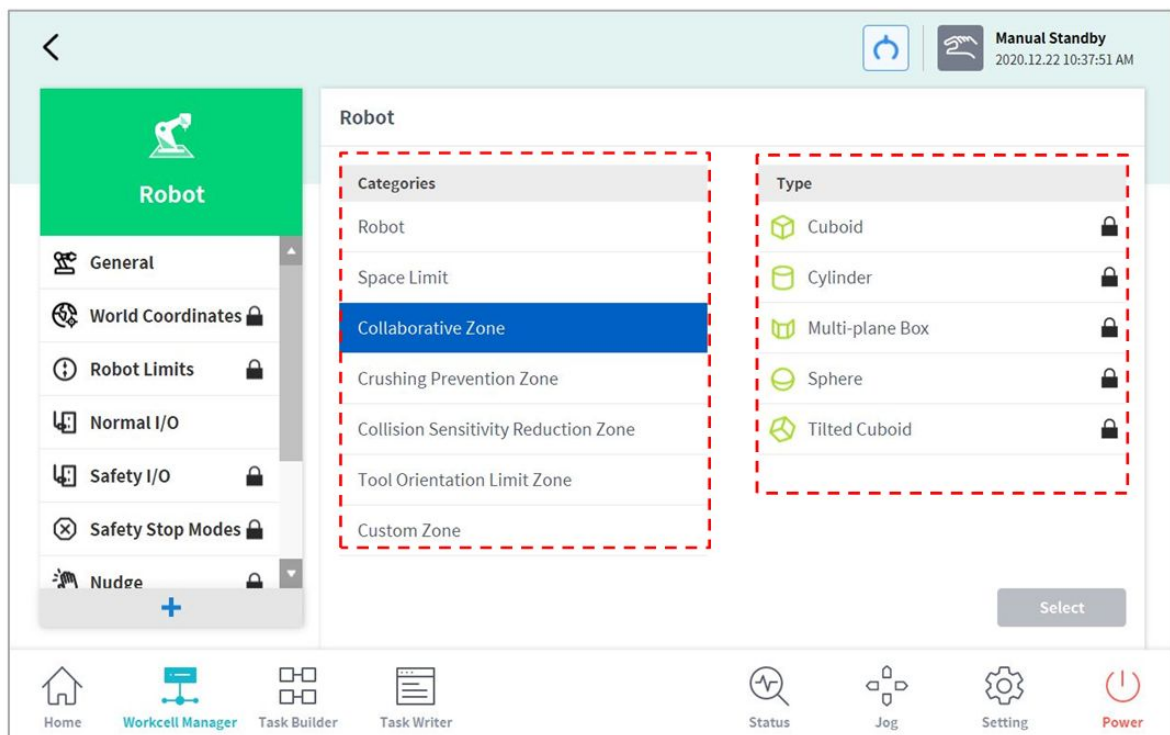 Manual Standby
2020.12.22 10:37:51 AM
Robot
General
World Coordinates
Robot Limits
Normal I/O
Safety I/O
Safety Stop Modes
Nudge
+
Robot
Categories
Robot
Space Limit
Collaborative Zone
Crushing Prevention Zone
Collision Sensitivity Reduction Zone
Tool Orientation Limit Zone
Custom Zone
Type
Cuboid
Cylinder
Multi-plane Box
Sphere
Tilted Cuboid
Select
Home
Workcell Manager
Task Builder
Task Writer
Status
Jog
Setting
Power